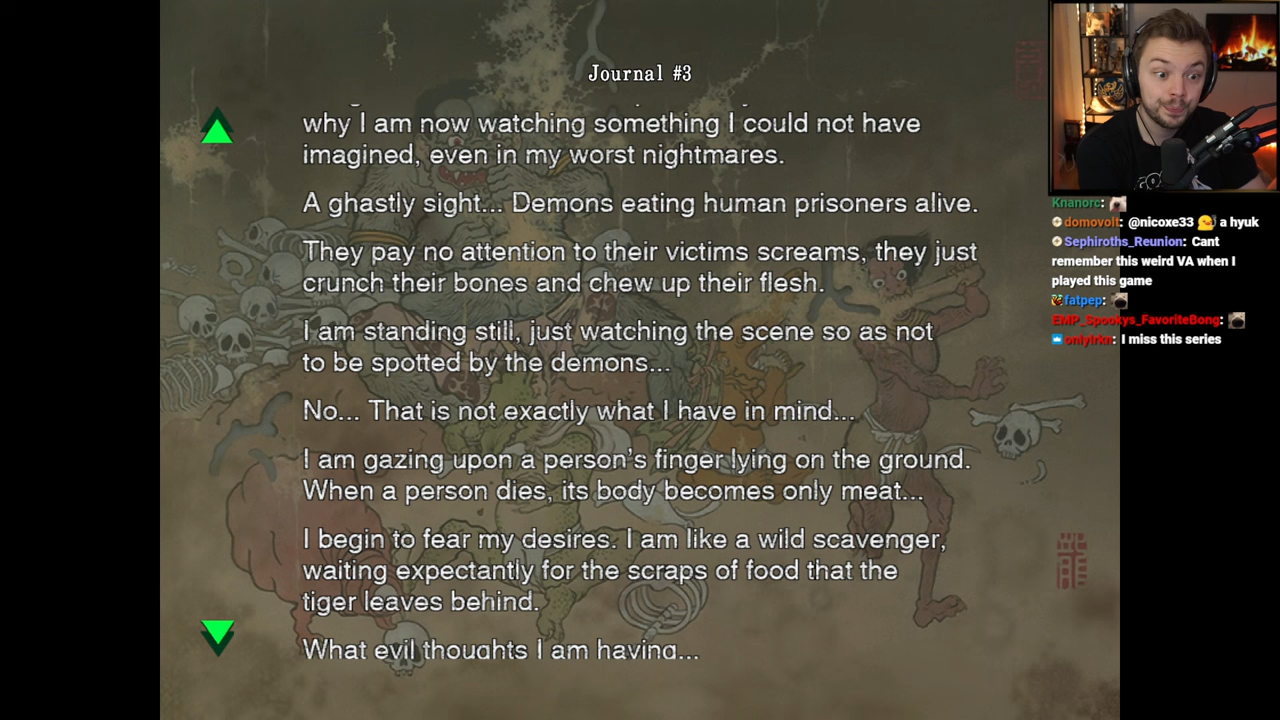 Journal #3
why I am now watching something I could not have
imagined, even in my worst nightmares.
A ghastly sight... Demons eating human prisoners alive.
They pay no attention to their victims screams, they just
crunch their bones and chew up their flesh.
I am standing still, just watching the scene so as not
to be spotted by the demons...
No... That is not exactly what I have in mind...
I am gazing upon a person's finger lying on the ground.
When a person dies, its body becomes only meat...
I begin to fear my desires. I am like a wild scavenger,
waiting expectantly for the scraps of food that the
tiger leaves behind.
What evil thoughts I am having...
Knanorc:
domovolt: @nicoxe33 a hyuk
Sephiroths_Reunion: Cant
remember this weird VA when I
played this game
fatpep:
EMP_Spookys_FavoriteBong:
onlytrkn: I miss this series